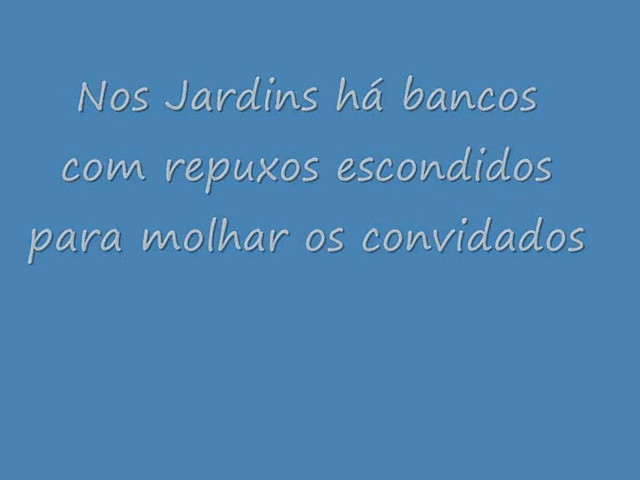 Nos Jardins há bancos
com repuxos escondidos
para molhar os convidados